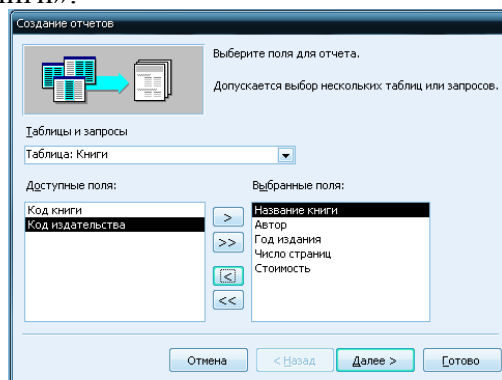 ниги».
Создание отчетов
Выберите поля для отчета.
Допускается выбор нескольких таблиц или запросов.
Таблицы и запросы
Таблица: Книги
Доступные поля:
Выбранные поля:
Код книги
Код издательства
>
>>
<
<<
Название книги
Автор
Год издания
Число страниц
Стоимость
Отмена
< Назад
Далее >
Готово